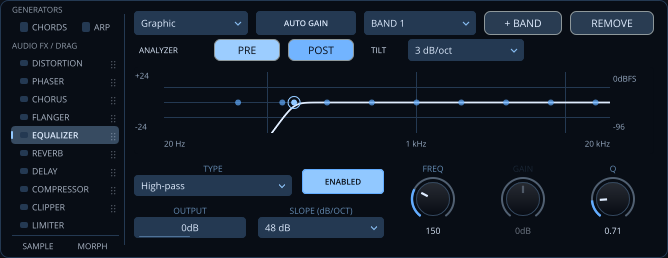 GENERATORS
CHORDS ARP
AUDIO FX / DRAG
DISTORTION
PHASER
CHORUS
FLANGER
EQUALIZER
REVERB
DELAY
COMPRESSOR
CLIPPER
LIMITER
SAMPLE MORPH
Graphic AUTO GAIN BAND 1 + BAND REMOVE
ANALYZER PRE POST TILT 3 dB/oct
+24 0dBFS
-24 -96
20 Hz 1 kHz 20 kHz
TYPE FREQ GAIN Q
High-pass ENABLED
OUTPUT SLOPE (dB/OCT)
0dB 48 dB 150 0dB 0.71